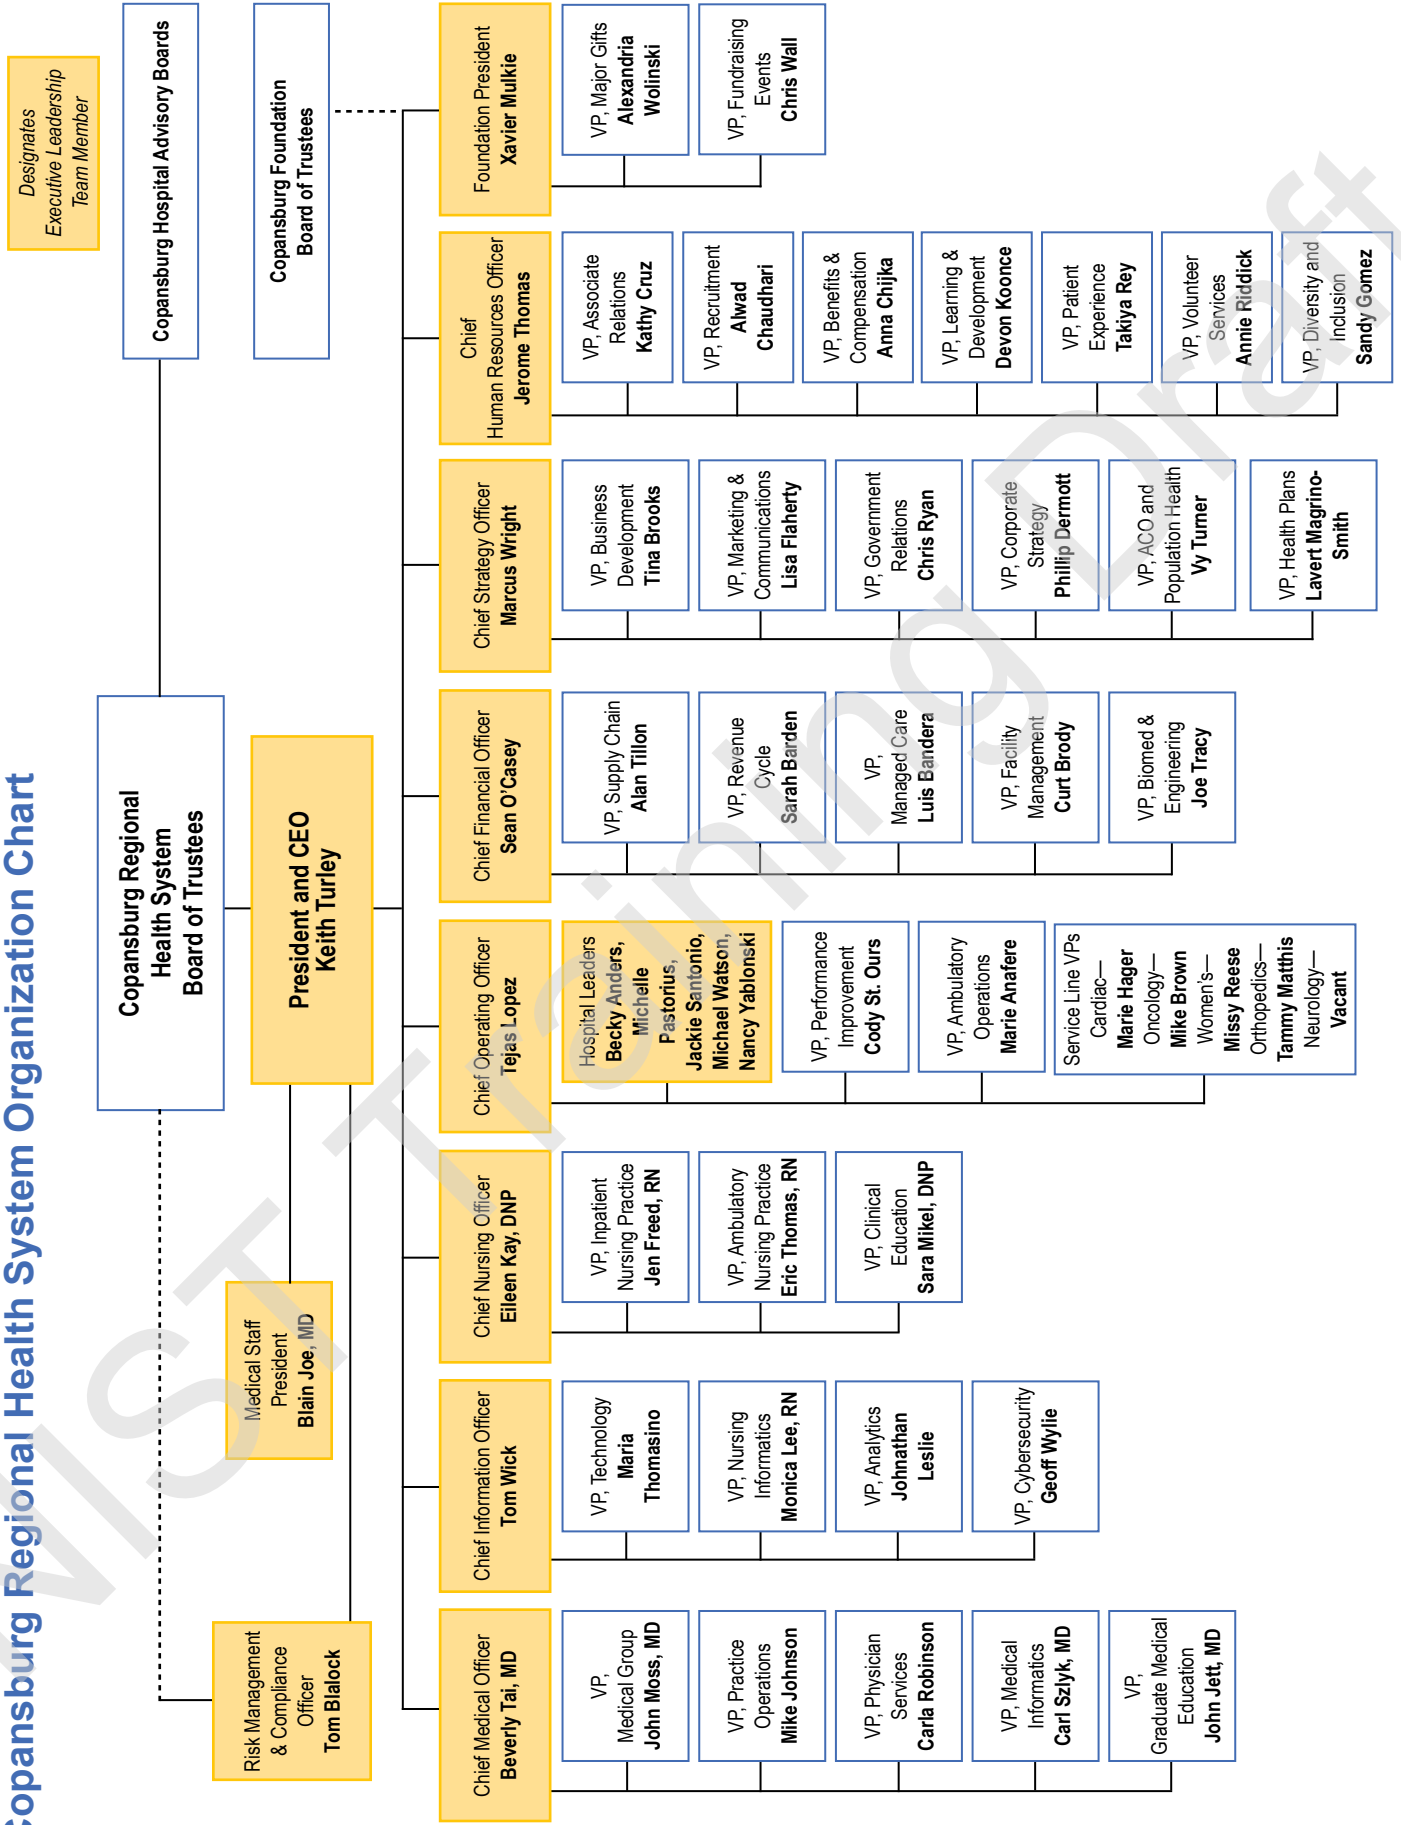 Copansburg Regional Health System Organization Chart
Designates
Executive Leadership
Team Member
Copansburg Regional
Health System
Board of Trustees
Copansburg Hospital Advisory Boards
Copansburg Foundation
Board of Trustees
President and CEO
Keith Turley
Medical Staff
President
Blain Joe, MD
Risk Management
& Compliance
Officer
Tom Blalock
Chief Medical Officer
Beverly Tai, MD
VP,
Medical Group
John Moss, MD
VP, Practice
Operations
Mike Johnson
VP, Physician
Services
Carla Robinson
VP, Medical
Informatics
Carl Szlyk, MD
VP,
Graduate Medical
Education
John Jett, MD
Chief Information Officer
Tom Wick
VP, Technology
Maria
Thomasino
VP, Nursing
Informatics
Monica Lee, RN
VP, Analytics
Johnathan
Leslie
VP, Cybersecurity
Geoff Wylie
Chief Nursing Officer
Eileen Kay, DNP
VP, Inpatient
Nursing Practice
Jen Freed, RN
VP, Ambulatory
Nursing Practice
Eric Thomas, RN
VP, Clinical
Education
Sara Mikel, DNP
Chief Operating Officer
Tejas Lopez
Hospital Leaders
Becky Anders,
Michelle
Pastorius,
Jackie Santonio,
Michael Watson,
Nancy Yablonski
VP, Performance
Improvement
Cody St. Ours
VP, Ambulatory
Operations
Marie Anafere
Service Line VPs
Cardiac—
Marie Hager
Oncology—
Mike Brown
Women's—
Missy Reese
Orthopedics—
Tammy Matthis
Neurology—
Vacant
Chief Financial Officer
Sean O'Casey
VP, Supply Chain
Alan Tillon
VP, Revenue
Cycle
Sarah Barden
VP,
Managed Care
Luis Bandera
VP, Facility
Management
Curt Brody
VP, Biomed &
Engineering
Joe Tracy
Chief Strategy Officer
Marcus Wright
VP, Business
Development
Tina Brooks
VP, Marketing &
Communications
Lisa Flaherty
VP, Government
Relations
Chris Ryan
VP, Corporate
Strategy
Phillip Dermott
VP, ACO and
Population Health
Vy Turner
VP, Health Plans
Lavert Magrino-
Smith
Chief
Human Resources Officer
Jerome Thomas
VP, Associate
Relations
Kathy Cruz
VP, Recruitment
Alwad
Chaudhari
VP, Benefits &
Compensation
Anna Chijka
VP, Learning &
Development
Devon Koonce
VP, Patient
Experience
Takiya Rey
VP, Volunteer
Services
Annie Riddick
VP, Diversity and
Inclusion
Sandy Gomez
Foundation President
Xavier Mulkie
VP, Major Gifts
Alexandria
Wolinski
VP, Fundraising
Events
Chris Wall
NIST Training Draft